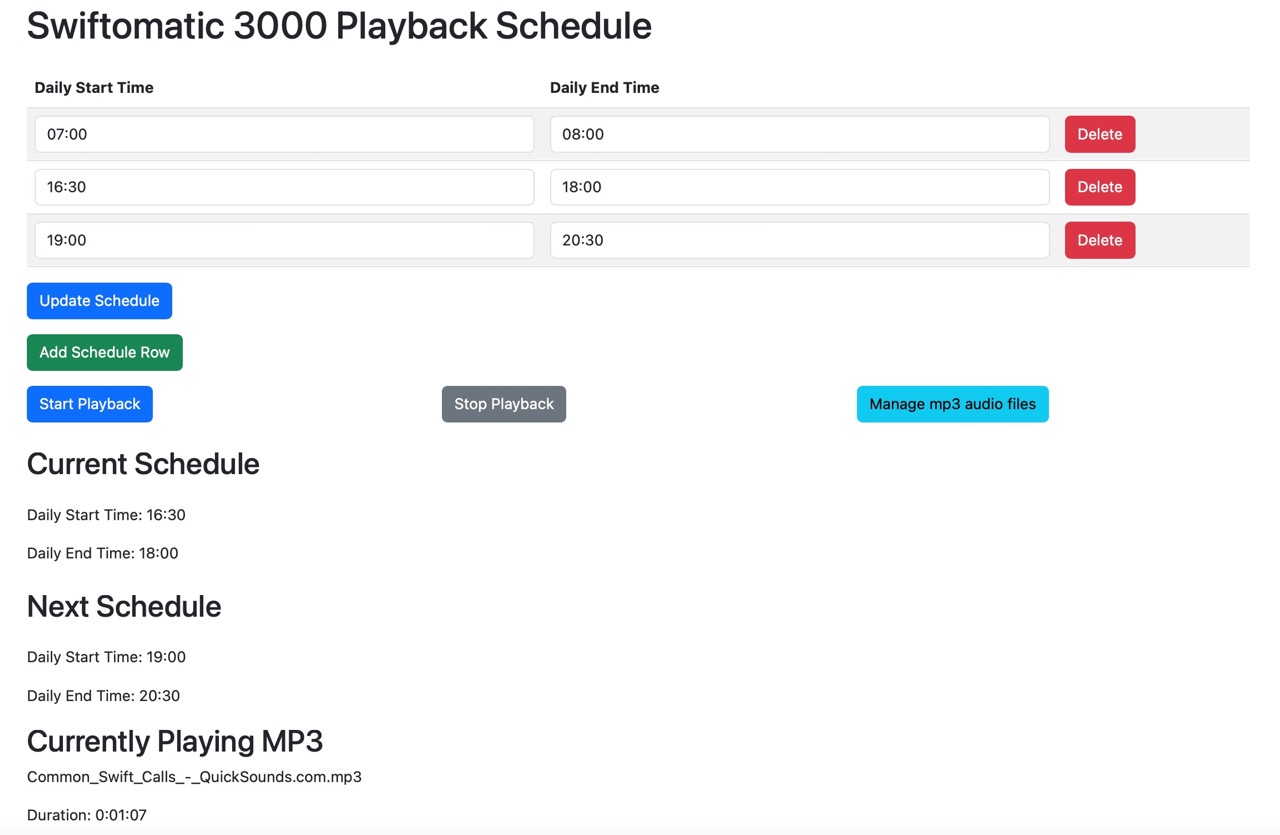 Swiftomatic 3000 Playback Schedule
Daily Start Time Daily End Time
07:00 08:00 Delete
16:30 18:00 Delete
19:00 20:30 Delete
Update Schedule
Add Schedule Row
Start Playback Stop Playback Manage mp3 audio files
Current Schedule
Daily Start Time: 16:30
Daily End Time: 18:00
Next Schedule
Daily Start Time: 19:00
Daily End Time: 20:30
Currently Playing MP3
Common_Swift_Calls_-_QuickSounds.com.mp3
Duration: 0:01:07